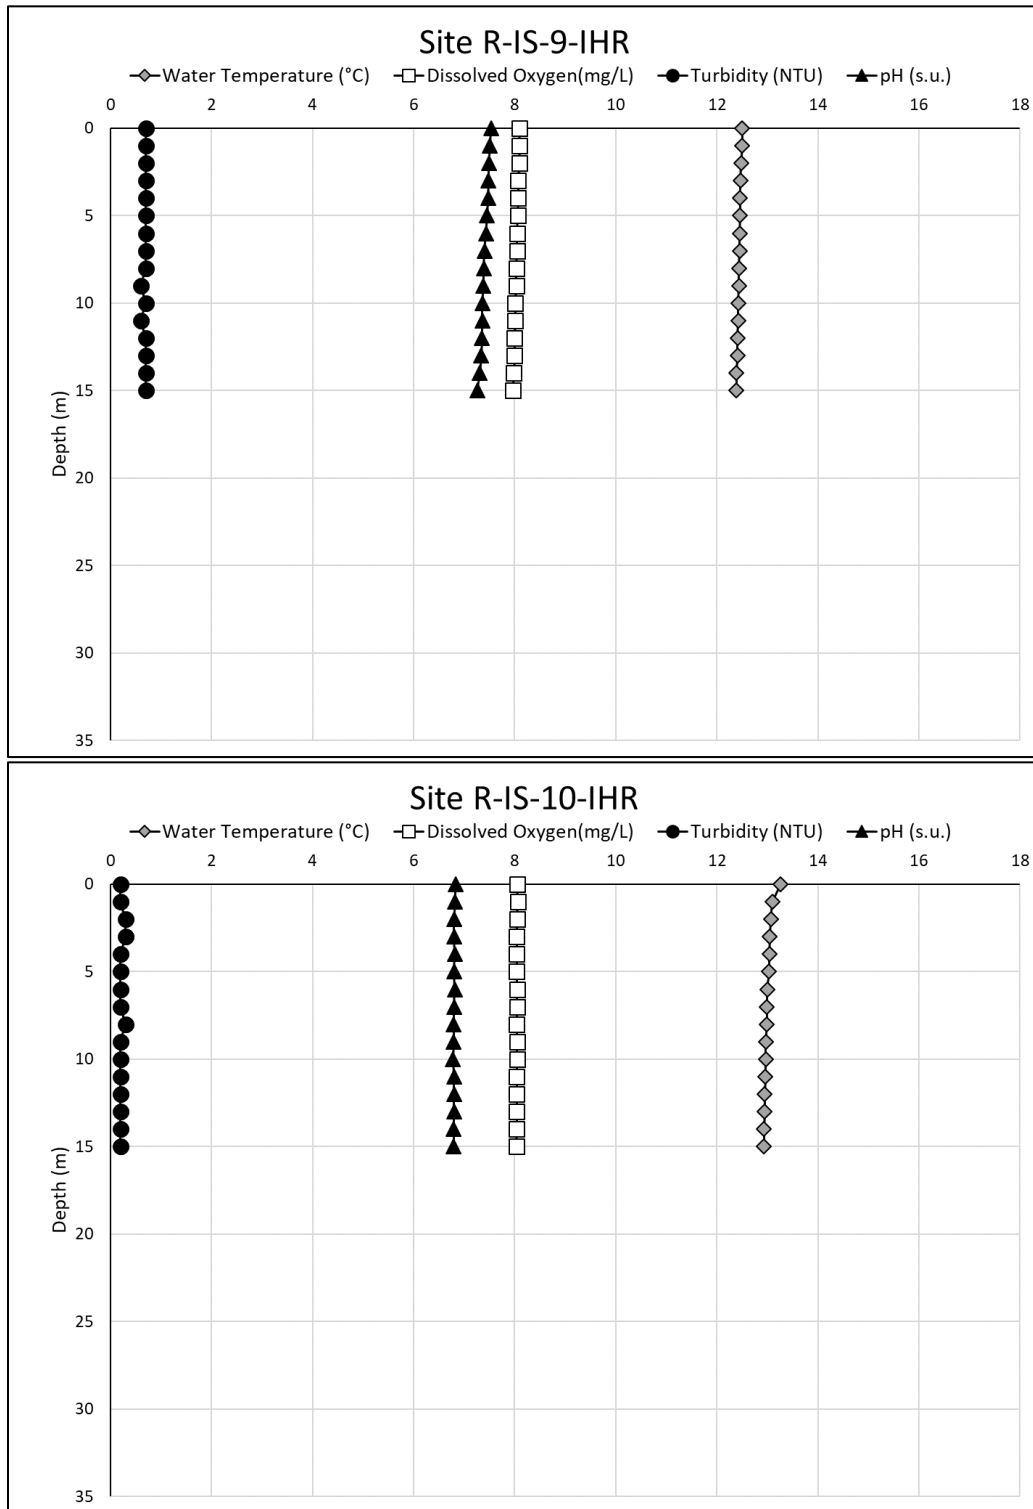 Site R-IS-9-IHR
Water Temperature (°C) Dissolved Oxygen(mg/L) Turbidity (NTU) pH (s.u.)
0 2 4 6 8 10 12 14 16 18
0
5
10
15
20
25
30
35
Depth (m)
Site R-IS-10-IHR
Water Temperature (°C) Dissolved Oxygen(mg/L) Turbidity (NTU) pH (s.u.)
0 2 4 6 8 10 12 14 16 18
0
5
10
15
20
25
30
35
Depth (m)